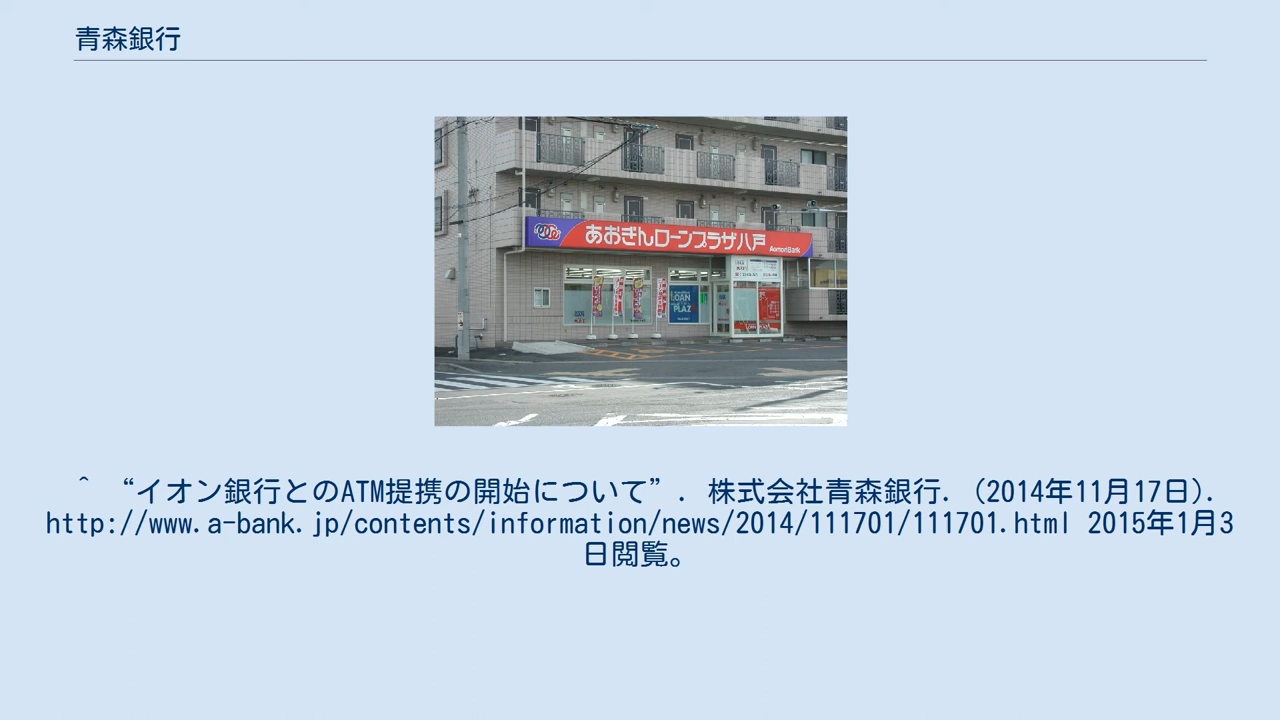 青森銀行
あおぎんローンプラザ八戸
AomoriBank
LOAN
PLAZA
^ “イオン銀行とのATM提携の開始について”. 株式会社青森銀行. (2014年11月17日).
http://www.a-bank.jp/contents/information/news/2014/111701/111701.html 2015年1月3
日閲覧。